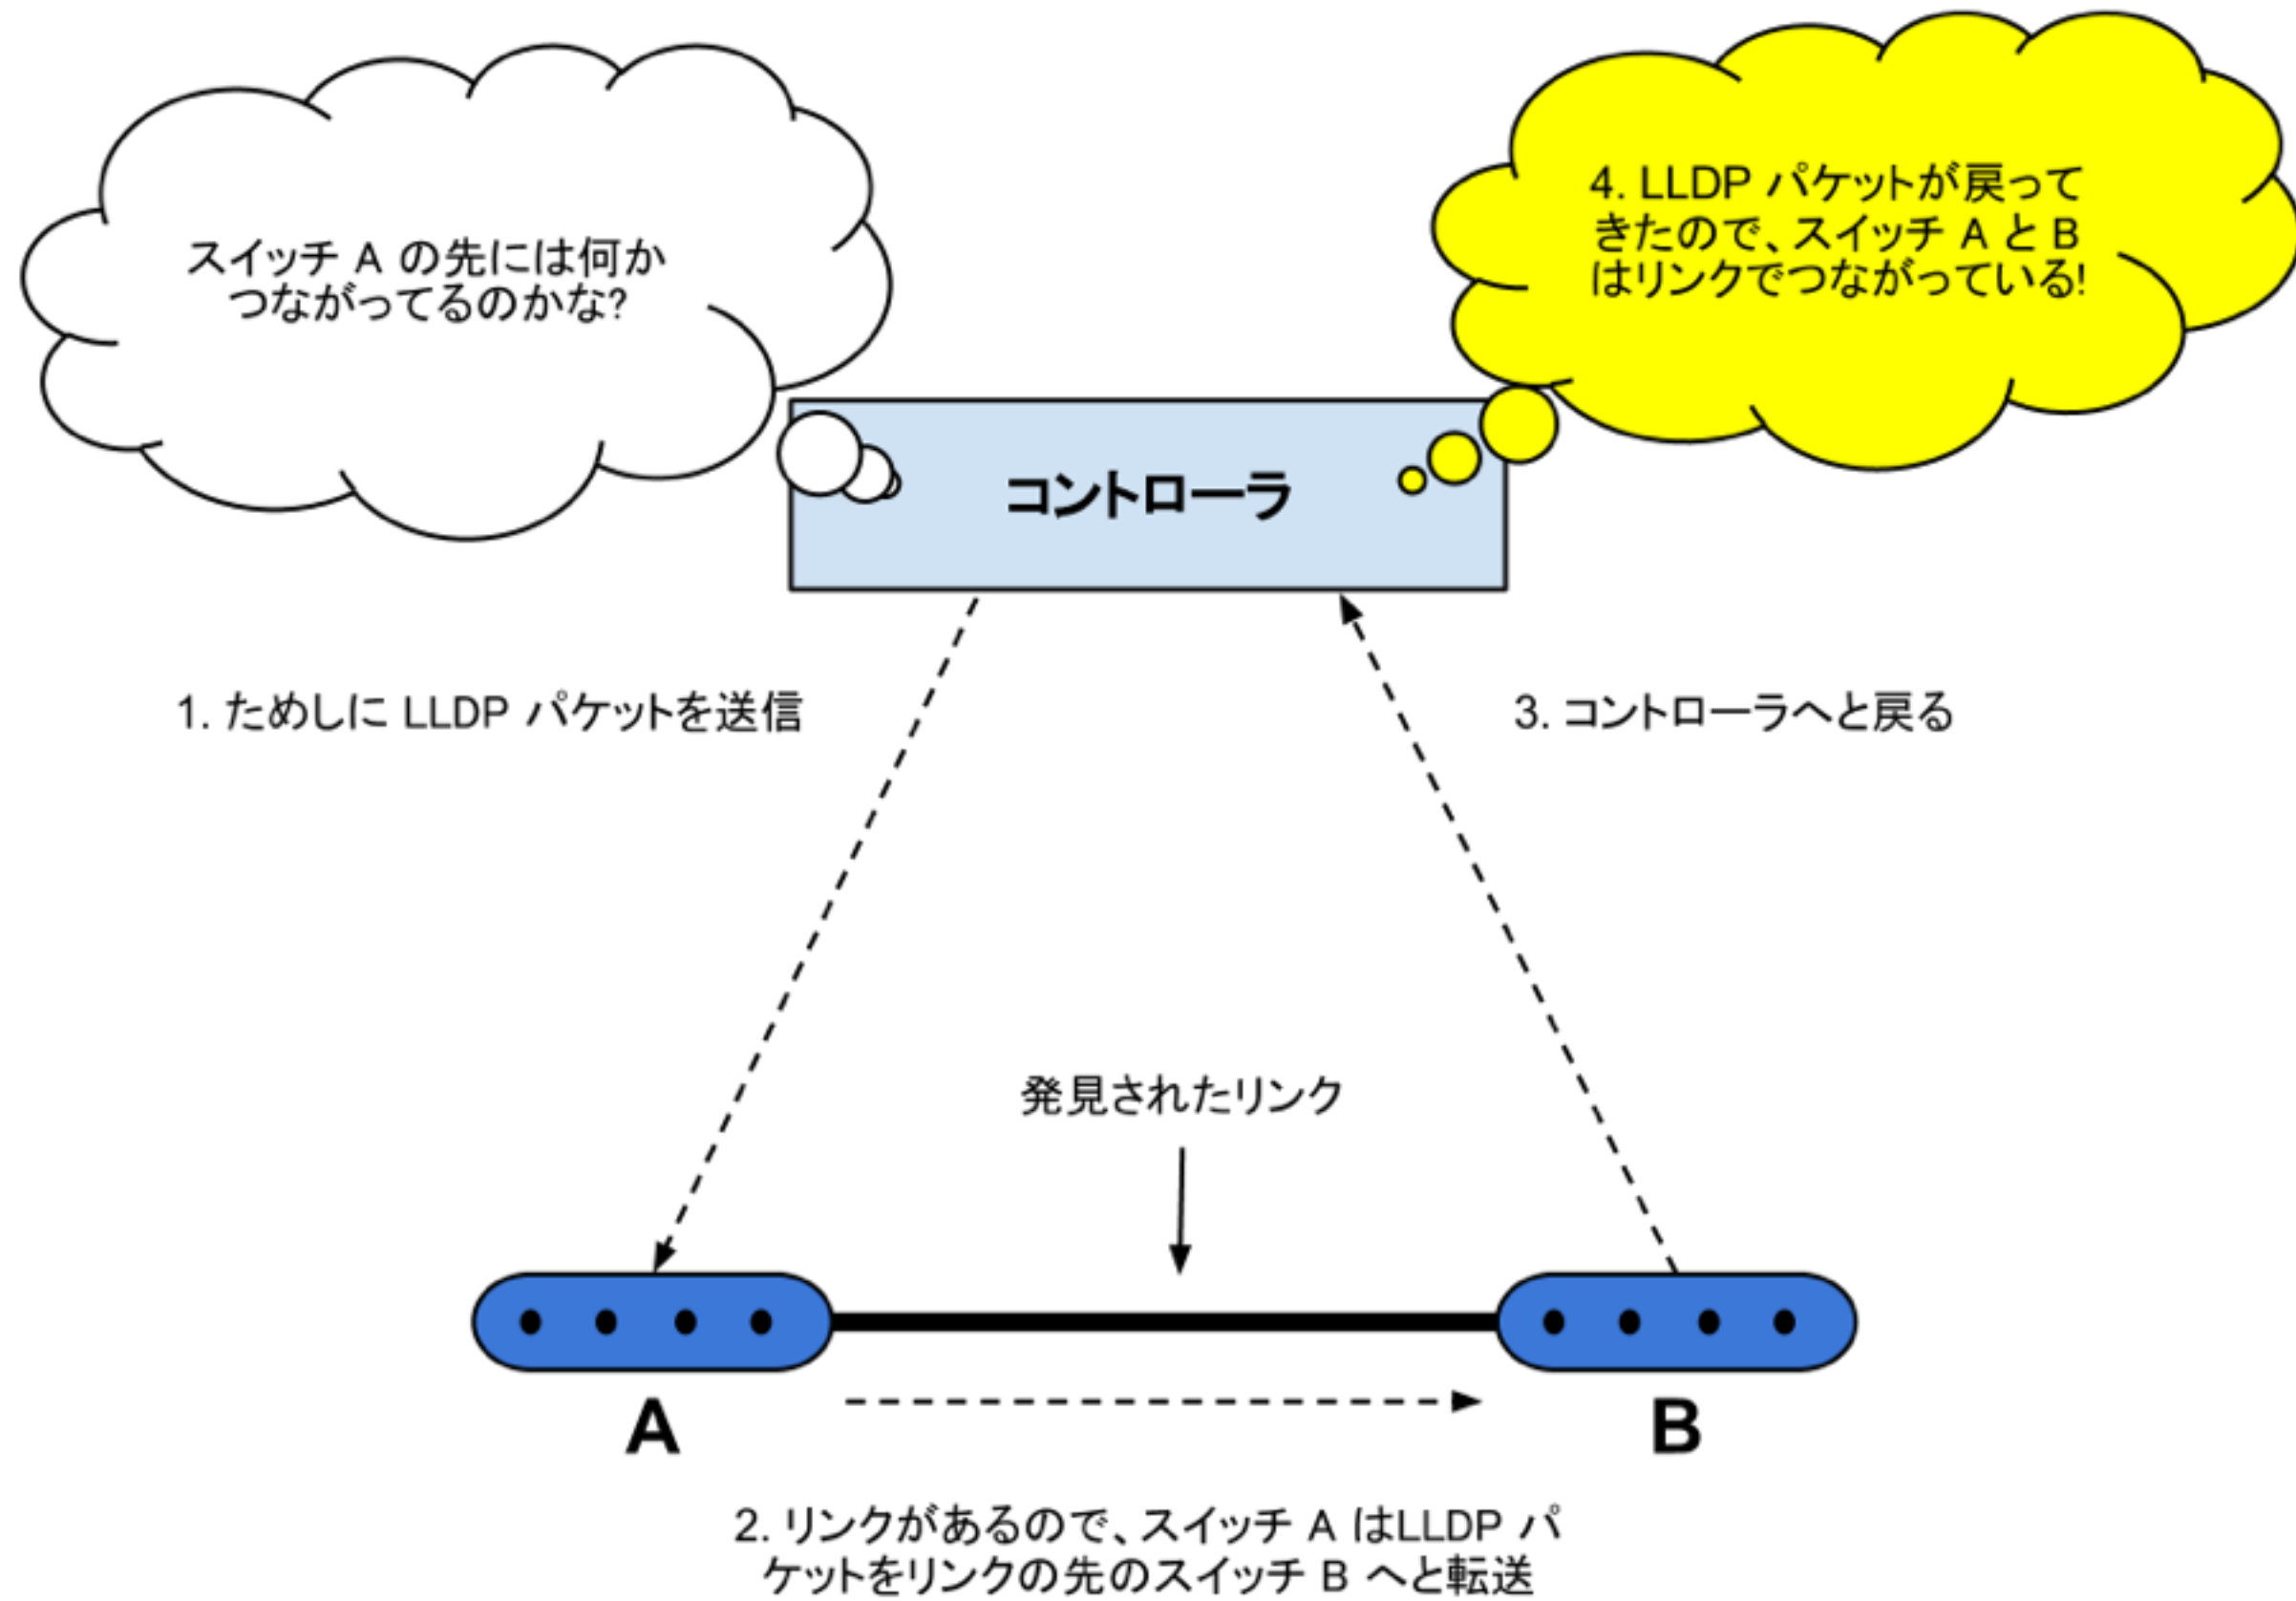 スイッチ A の先には何か
つながってるのかな?
4. LLDP パケットが戻って
きたので、スイッチ A と B
はリンクでつながっている!
コントローラ
1. ためしに LLDP パケットを送信
3. コントローラへと戻る
発見されたリンク
A
B
2. リンクがあるので、スイッチ A はLLDP パ
ケットをリンクの先のスイッチ B へと転送